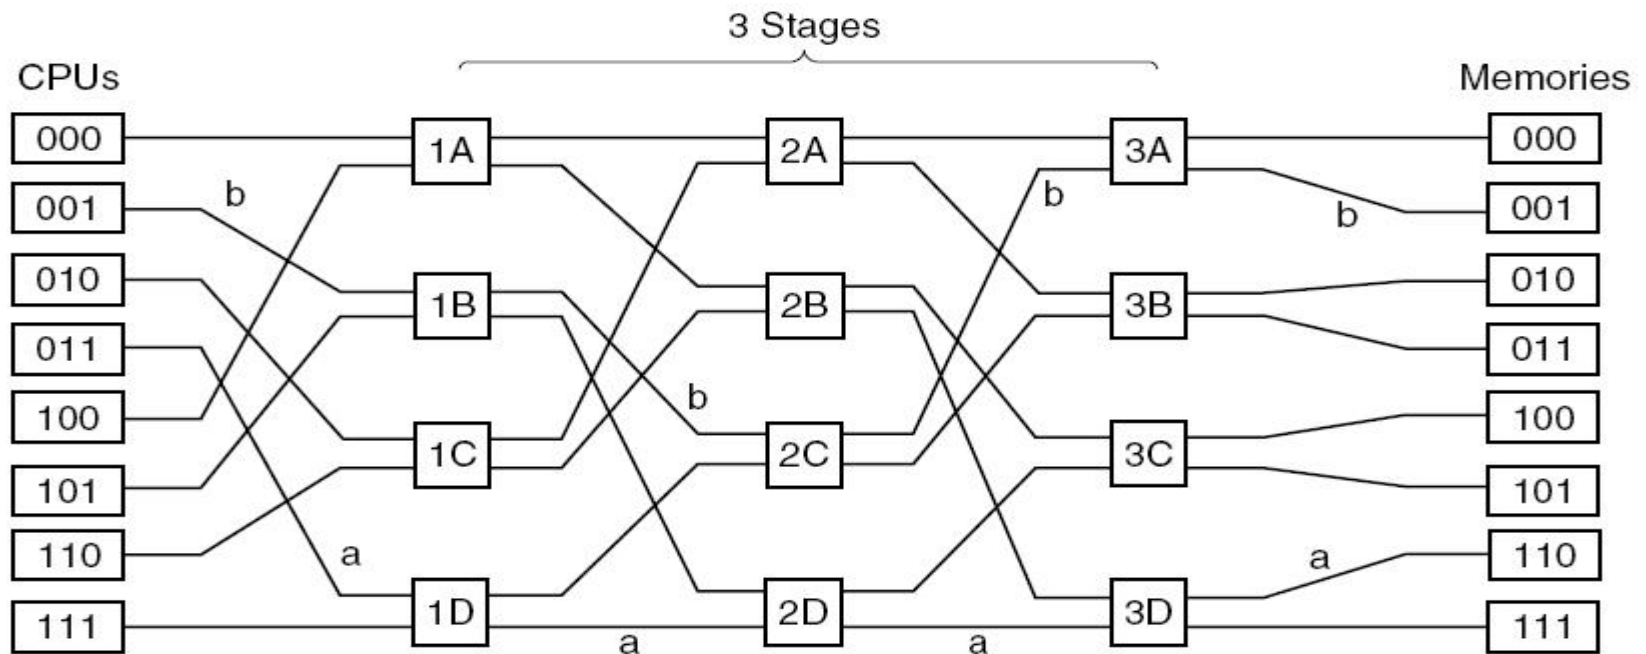 3 Stages
CPUs
Memories
000 1A 2A 3A 000
b b b
001 001
010 1B 2B 3B 010
011 011
b
100 1C 2C 3C 100
101 101
110 a a 110
1D 2D 3D
111 a a 111